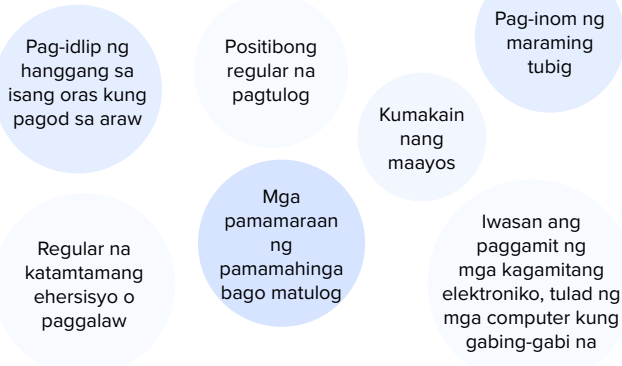 Pag-idlip ng
hanggang sa
isang oras kung
pagod sa araw
Positibong
regular na
pagtulog
Pag-inom ng
maraming
tubig
Kumakain
nang
maayos
Regular na
katamtamang
ehersisyo o
paggalaw
Mga
pamamaraan
ng
pamamahinga
bago matulog
Iwasan ang
paggamit ng
mga kagamitang
elektroniko, tulad ng
mga computer kung
gabing-gabi na